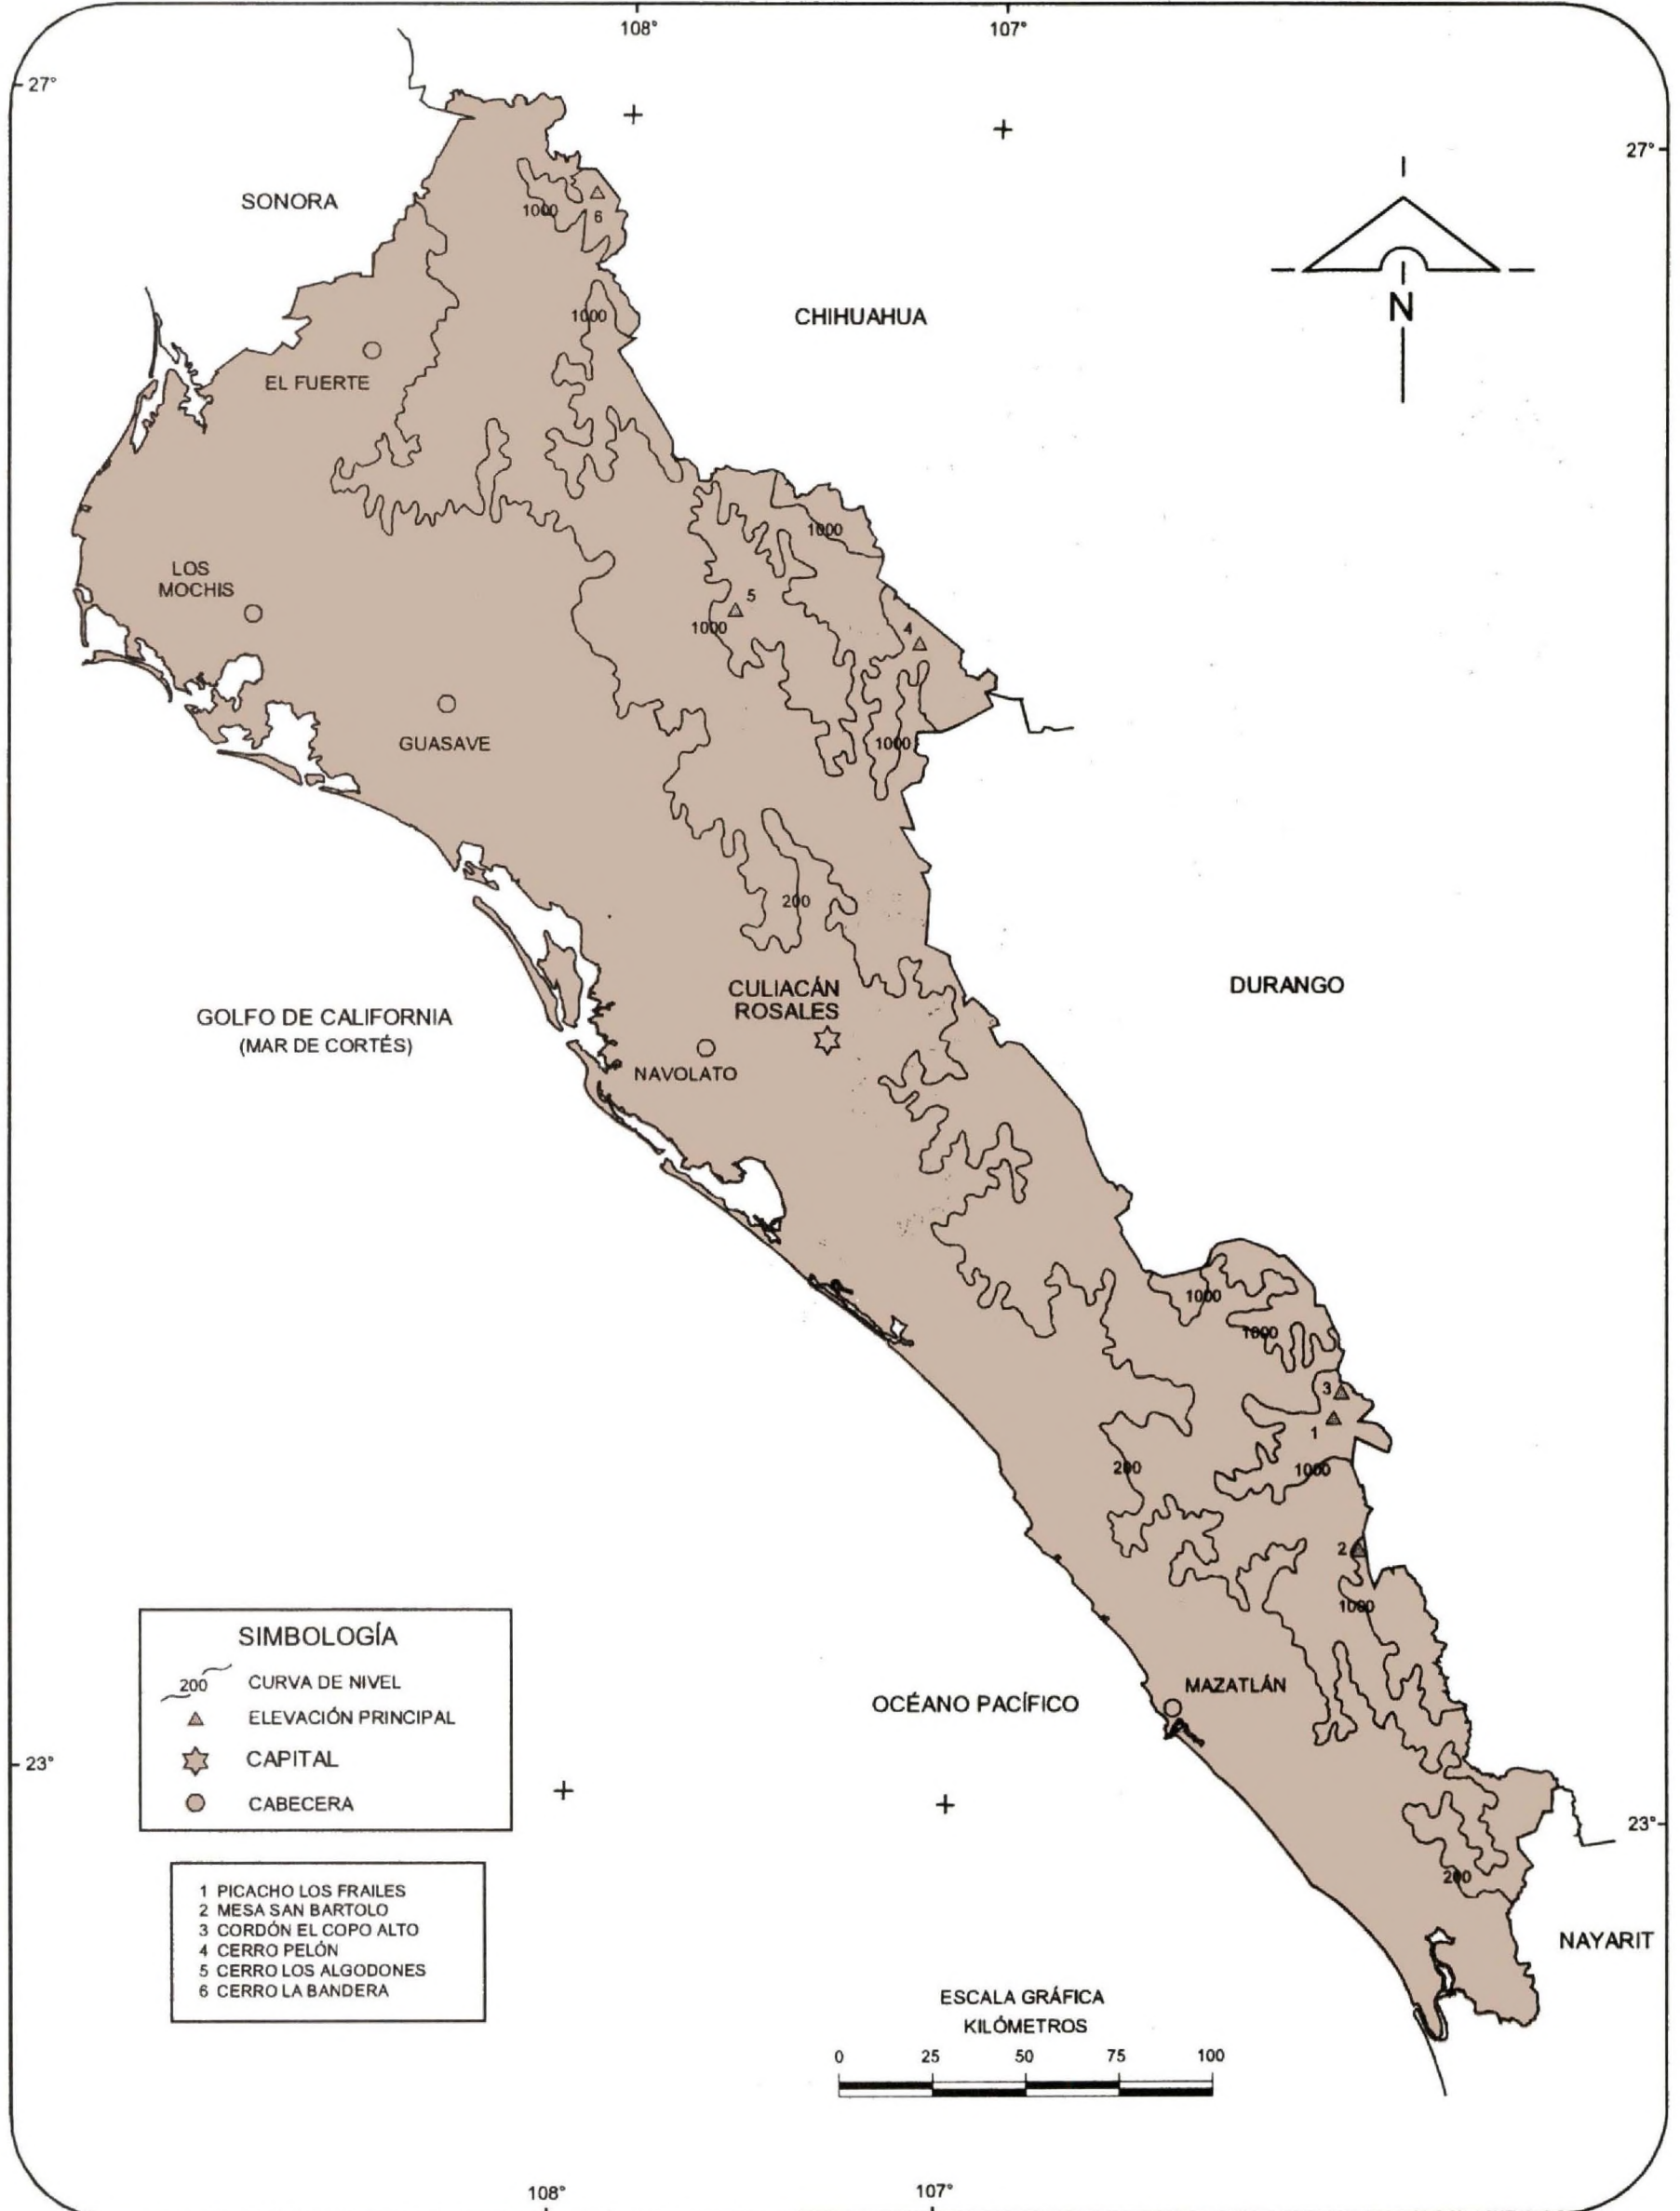 108°
107°
27°
27°
SONORA
1000
6
CHIHUAHUA
1000
N
EL FUERTE
1000
LOS
MOCHIS
5
1000
4
GUASAVE
1000
200
CULIACÁN
ROSALES
DURANGO
GOLFO DE CALIFORNIA
(MAR DE CORTÉS)
NAVOLATO
1000
1000
3
1
200
1000
2
1000
SIMBOLOGÍA
200 CURVA DE NIVEL
ELEVACIÓN PRINCIPAL
CAPITAL
CABECERA
OCÉANO PACÍFICO
MAZATLÁN
23°
23°
200
1 PICACHO LOS FRAILES
2 MESA SAN BARTOLO
3 CORDÓN EL COPO ALTO
4 CERRO PELÓN
5 CERRO LOS ALGODONES
6 CERRO LA BANDERA
NAYARIT
ESCALA GRÁFICA
KILÓMETROS
0 25 50 75 100
108°
107°